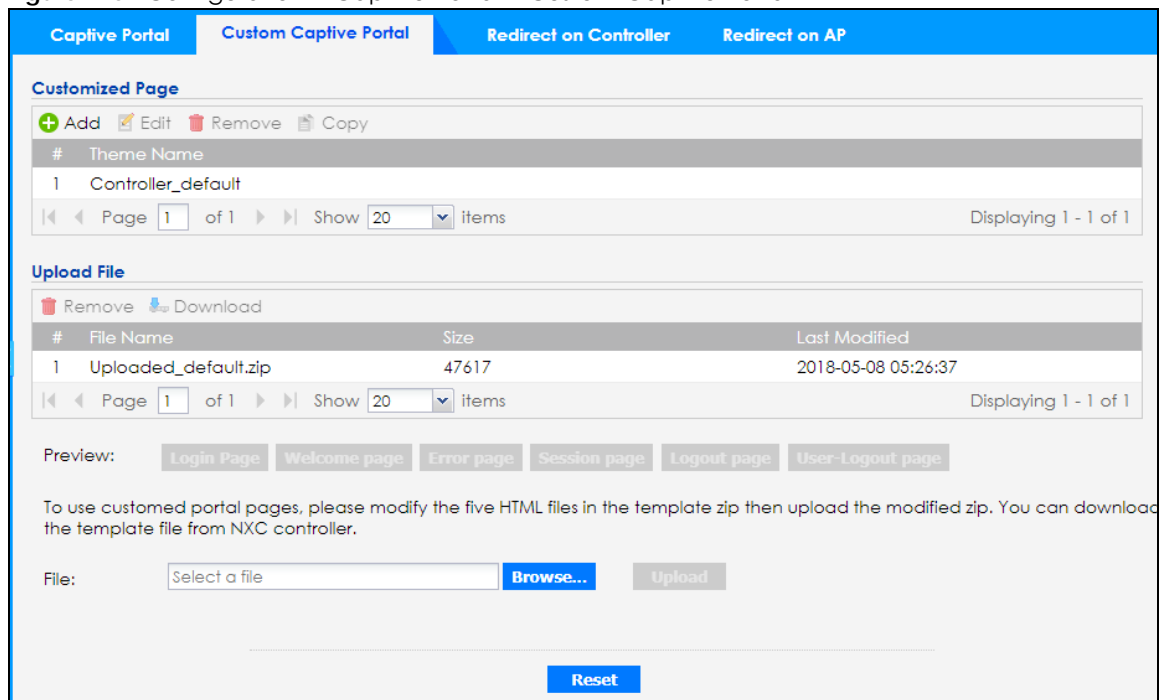 Captive Portal Custom Captive Portal Redirect on Controller Redirect on AP
Customized Page
Add Edit Remove Copy
# Theme Name
1 Controller_default
Page 1 of 1 Show 20 items Displaying 1 - 1 of 1
Upload File
Remove Download
# File Name Size Last Modified
1 Uploaded_default.zip 47617 2018-05-08 05:26:37
Page 1 of 1 Show 20 items Displaying 1 - 1 of 1
Preview: Login Page Welcome page Error page Session page Logout page User-Logout page
To use customed portal pages, please modify the five HTML files in the template zip then upload the modified zip. You can download
the template file from NXC controller.
File: Select a file Browse... Upload
Reset